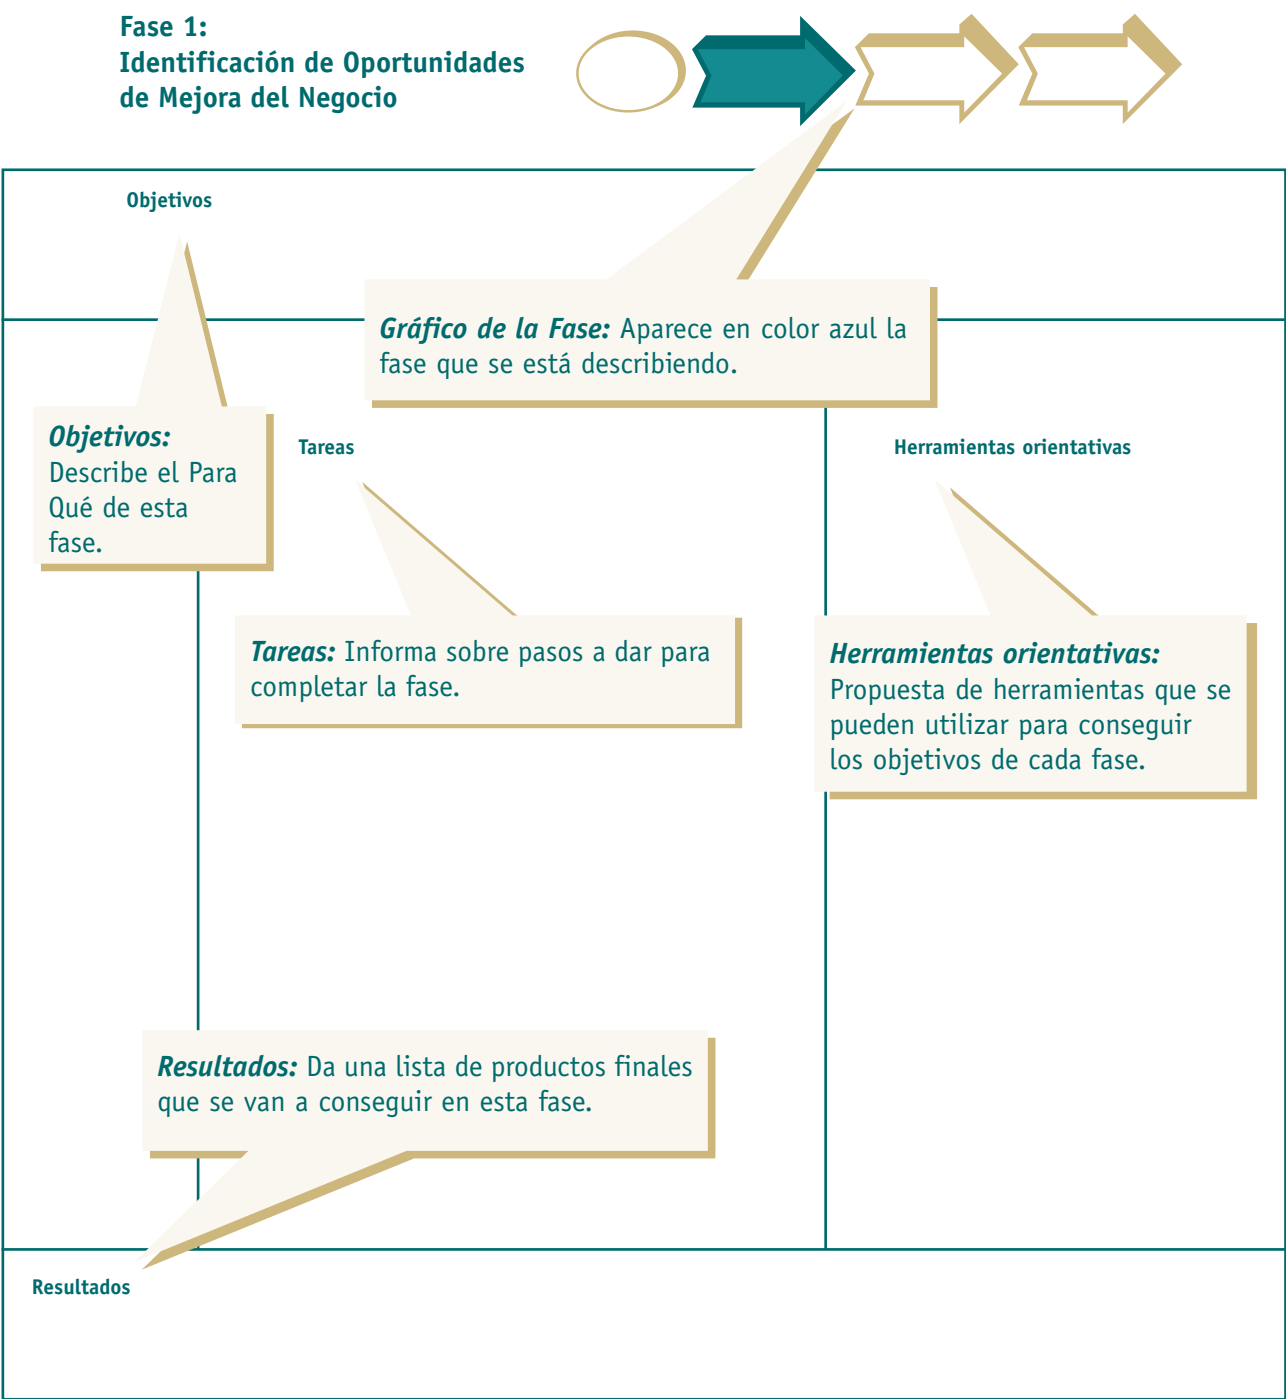 Fase 1:
Identificación de Oportunidades
de Mejora del Negocio
Objetivos
Gráfico de la Fase: Aparece en color azul la
fase que se está describiendo.
Objetivos:
Describe el Para
Qué de esta
fase.
Tareas
Herramientas orientativas
Tareas: Informa sobre pasos a dar para
completar la fase.
Herramientas orientativas:
Propuesta de herramientas que se
pueden utilizar para conseguir
los objetivos de cada fase.
Resultados: Da una lista de productos finales
que se van a conseguir en esta fase.
Resultados